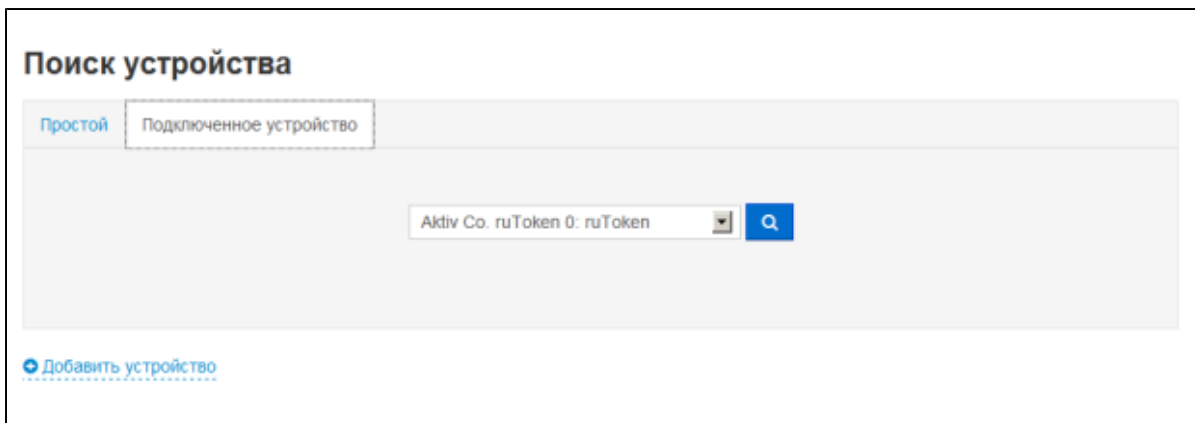 Поиск устройства
Простой Подключенное устройство
Aktiv Co. ruToken 0: ruToken
Добавить устройство